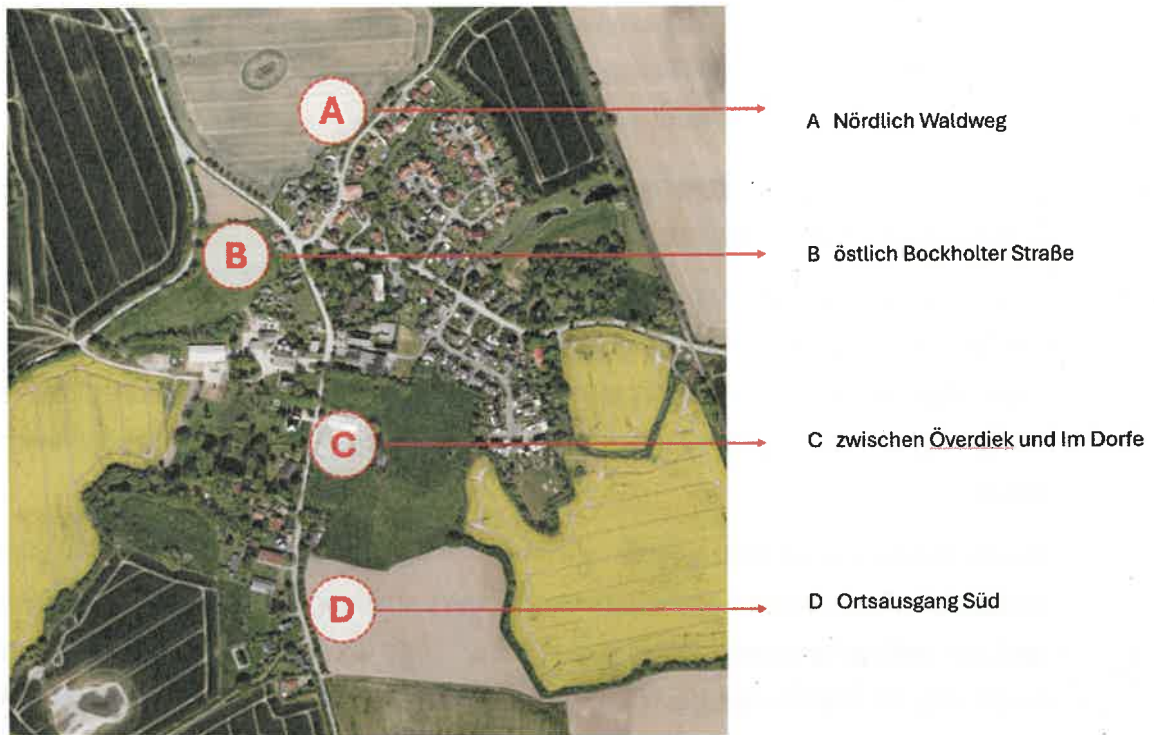 A
A Nördlich Waldweg
B
B östlich Bockholter Straße
C
C zwischen Överdiek und Im Dorfe
D
D Ortsausgang Süd